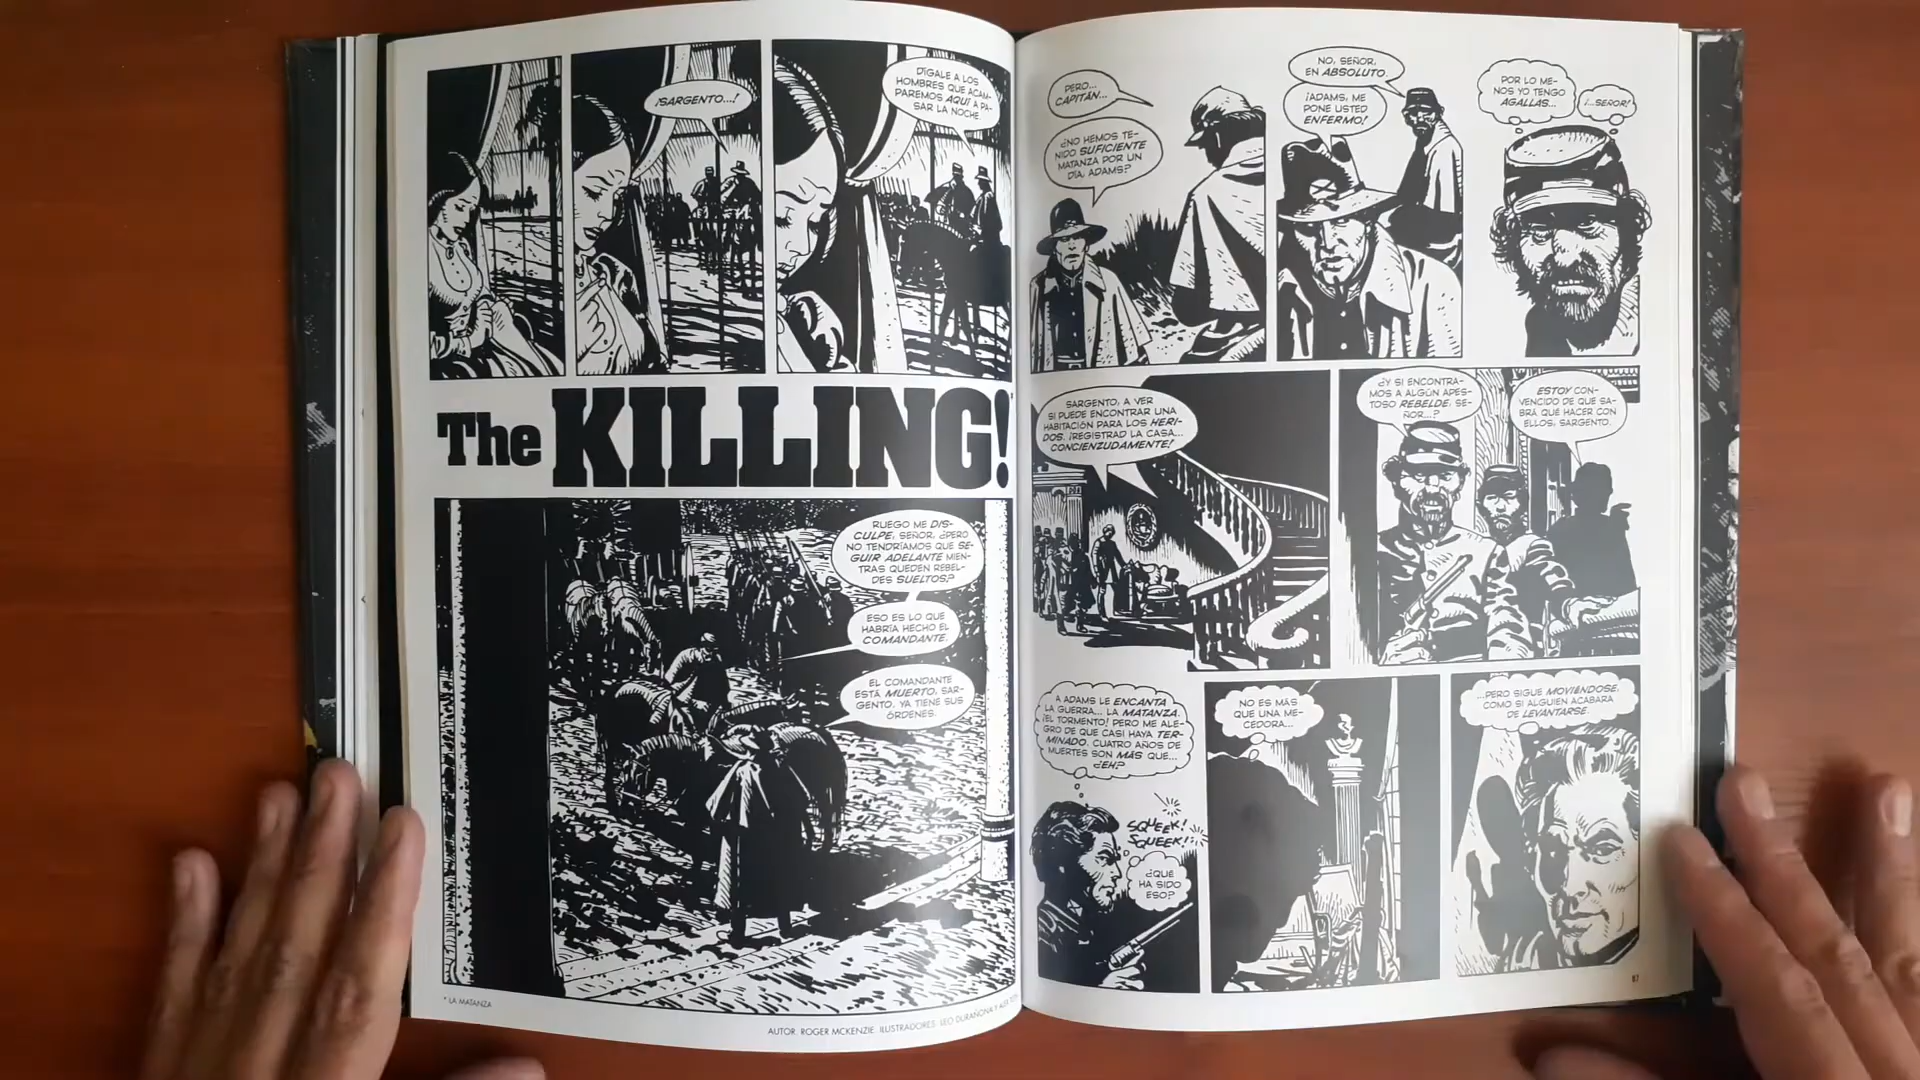 ¡SARGENTO...!
DÍGALE A LOS
HOMBRES QUE ACAM-
PAREMOS AQUÍ A PA-
SAR LA NOCHE.
The KILLING!*
RUEGO ME DIS-
CULPE, SEÑOR, ¿PERO
NO TENDRÍAMOS QUE SE-
GUIR ADELANTE MIEN-
TRAS QUEDEN REBEL-
DES SUELTOS?
ESO ES LO QUE
HABRÍA HECHO EL
COMANDANTE.
EL COMANDANTE
ESTÁ MUERTO, SAR-
GENTO. YA TIENE SUS
ÓRDENES.
* LA MATANZA
AUTOR: ROGER MCKENZIE. ILUSTRADORES: LEO DURAÑONA Y ALEX
PERO...
CAPITÁN...
¿NO HEMOS TE-
NIDO SUFICIENTE
MATANZA POR UN
DÍA, ADAMS?
NO, SEÑOR,
EN ABSOLUTO.
¡ADAMS, ME
PONE USTED
ENFERMO!
POR LO ME-
NOS YO TENGO
AGALLAS...
¡...SEÑOR!
SARGENTO, A VER
SI PUEDE ENCONTRAR UNA
HABITACIÓN PARA LOS HERI-
DOS. ¡REGISTRAD LA CASA...
CONCIENZUDAMENTE!
¿Y SI ENCONTRA-
MOS A ALGÚN APES-
TOSO REBELDE, SE-
ÑOR...?
ESTOY CON-
VENCIDO DE QUE SA-
BRÁ QUÉ HACER CON
ELLOS, SARGENTO.
A ADAMS LE ENCANTA
LA GUERRA... LA MATANZA.
¡EL TORMENTO! PERO ME ALE-
GRO DE QUE CASI HAYA TER-
MINADO. CUATRO AÑOS DE
MUERTES SON MÁS QUE...
¿EH?
SQUEEK!
SQUEEK!
¿QUÉ
HA SIDO
ESO?
NO ES MÁS
QUE UNA ME-
CEDORA...
...PERO SIGUE MOVIÉNDOSE,
COMO SI ALGUIEN ACABARA
DE LEVANTARSE.
87